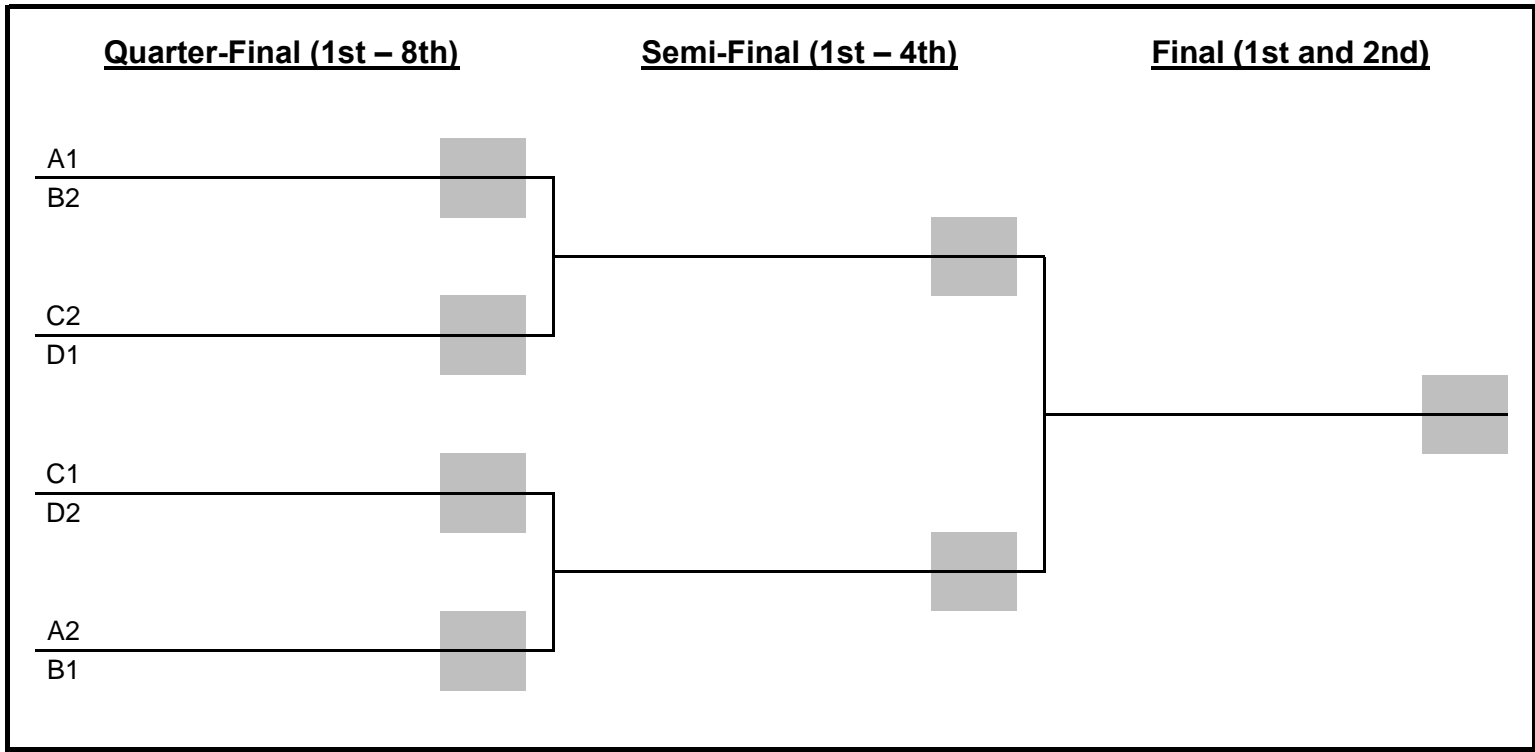 Quarter-Final (1st – 8th)
Semi-Final (1st – 4th)
Final (1st and 2nd)
A1
B2
C2
D1
C1
D2
A2
B1